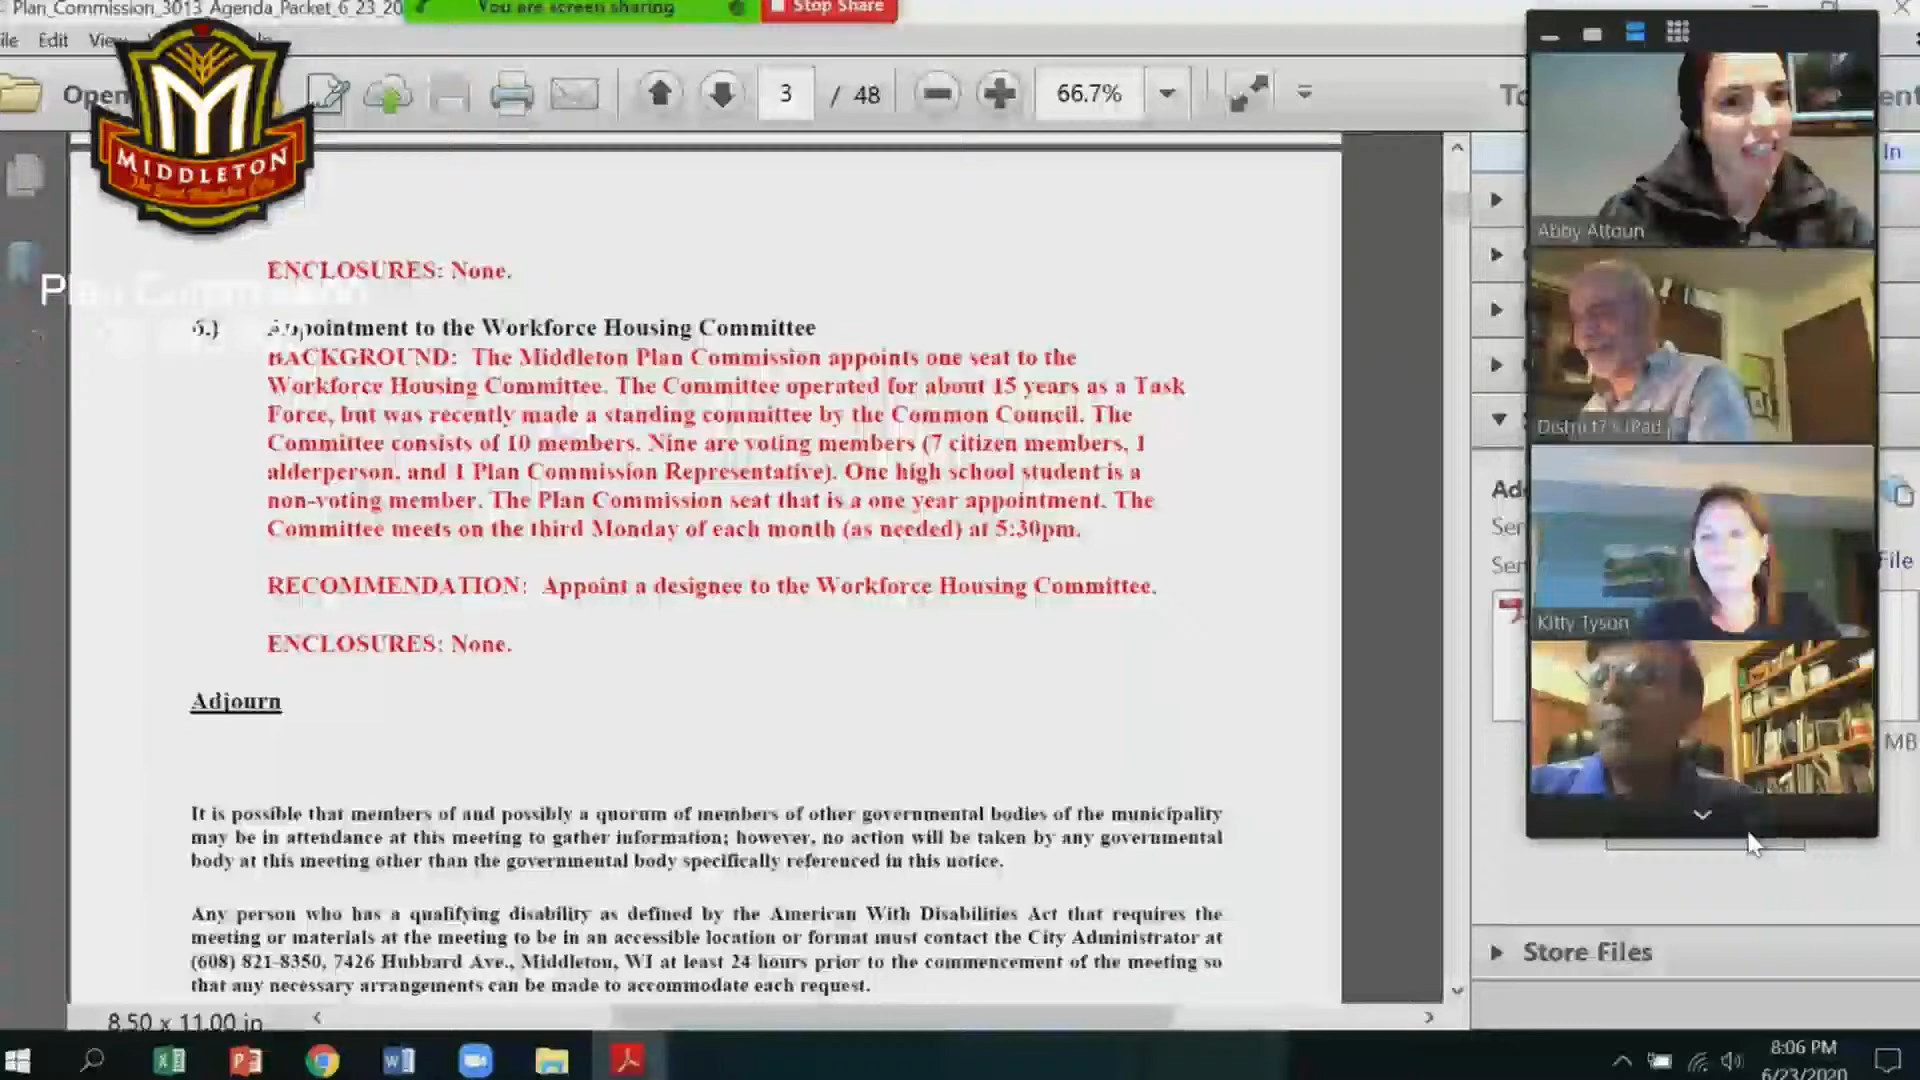 Plan_Commission_3013_Agenda_Packet_6_23_20
You are screen sharing
Stop Share
File Edit View
Open
3 / 48
66.7%
MIDDLETON
The Good Neighbor City
Plan Commission
ENCLOSURES: None.
Appointment to the Workforce Housing Committee
BACKGROUND: The Middleton Plan Commission appoints one seat to the
Workforce Housing Committee. The Committee operated for about 15 years as a Task
Force, but was recently made a standing committee by the Common Council. The
Committee consists of 10 members. Nine are voting members (7 citizen members, 1
alderperson, and 1 Plan Commission Representative). One high school student is a
non-voting member. The Plan Commission seat that is a one year appointment. The
Committee meets on the third Monday of each month (as needed) at 5:30pm.
RECOMMENDATION: Appoint a designee to the Workforce Housing Committee.
ENCLOSURES: None.
Adjourn
It is possible that members of and possibly a quorum of members of other governmental bodies of the municipality
may be in attendance at this meeting to gather information; however, no action will be taken by any governmental
body at this meeting other than the governmental body specifically referenced in this notice.
Any person who has a qualifying disability as defined by the American With Disabilities Act that requires the
meeting or materials at the meeting to be in an accessible location or format must contact the City Administrator at
(608) 821-8350, 7426 Hubbard Ave., Middleton, WI at least 24 hours prior to the commencement of the meeting so
that any necessary arrangements can be made to accommodate each request.
8.50 x 11.00 in
Abby Attoun
District7's iPad
Kitty Tyson
In
File
MB
Store Files
8:06 PM
6/23/2020